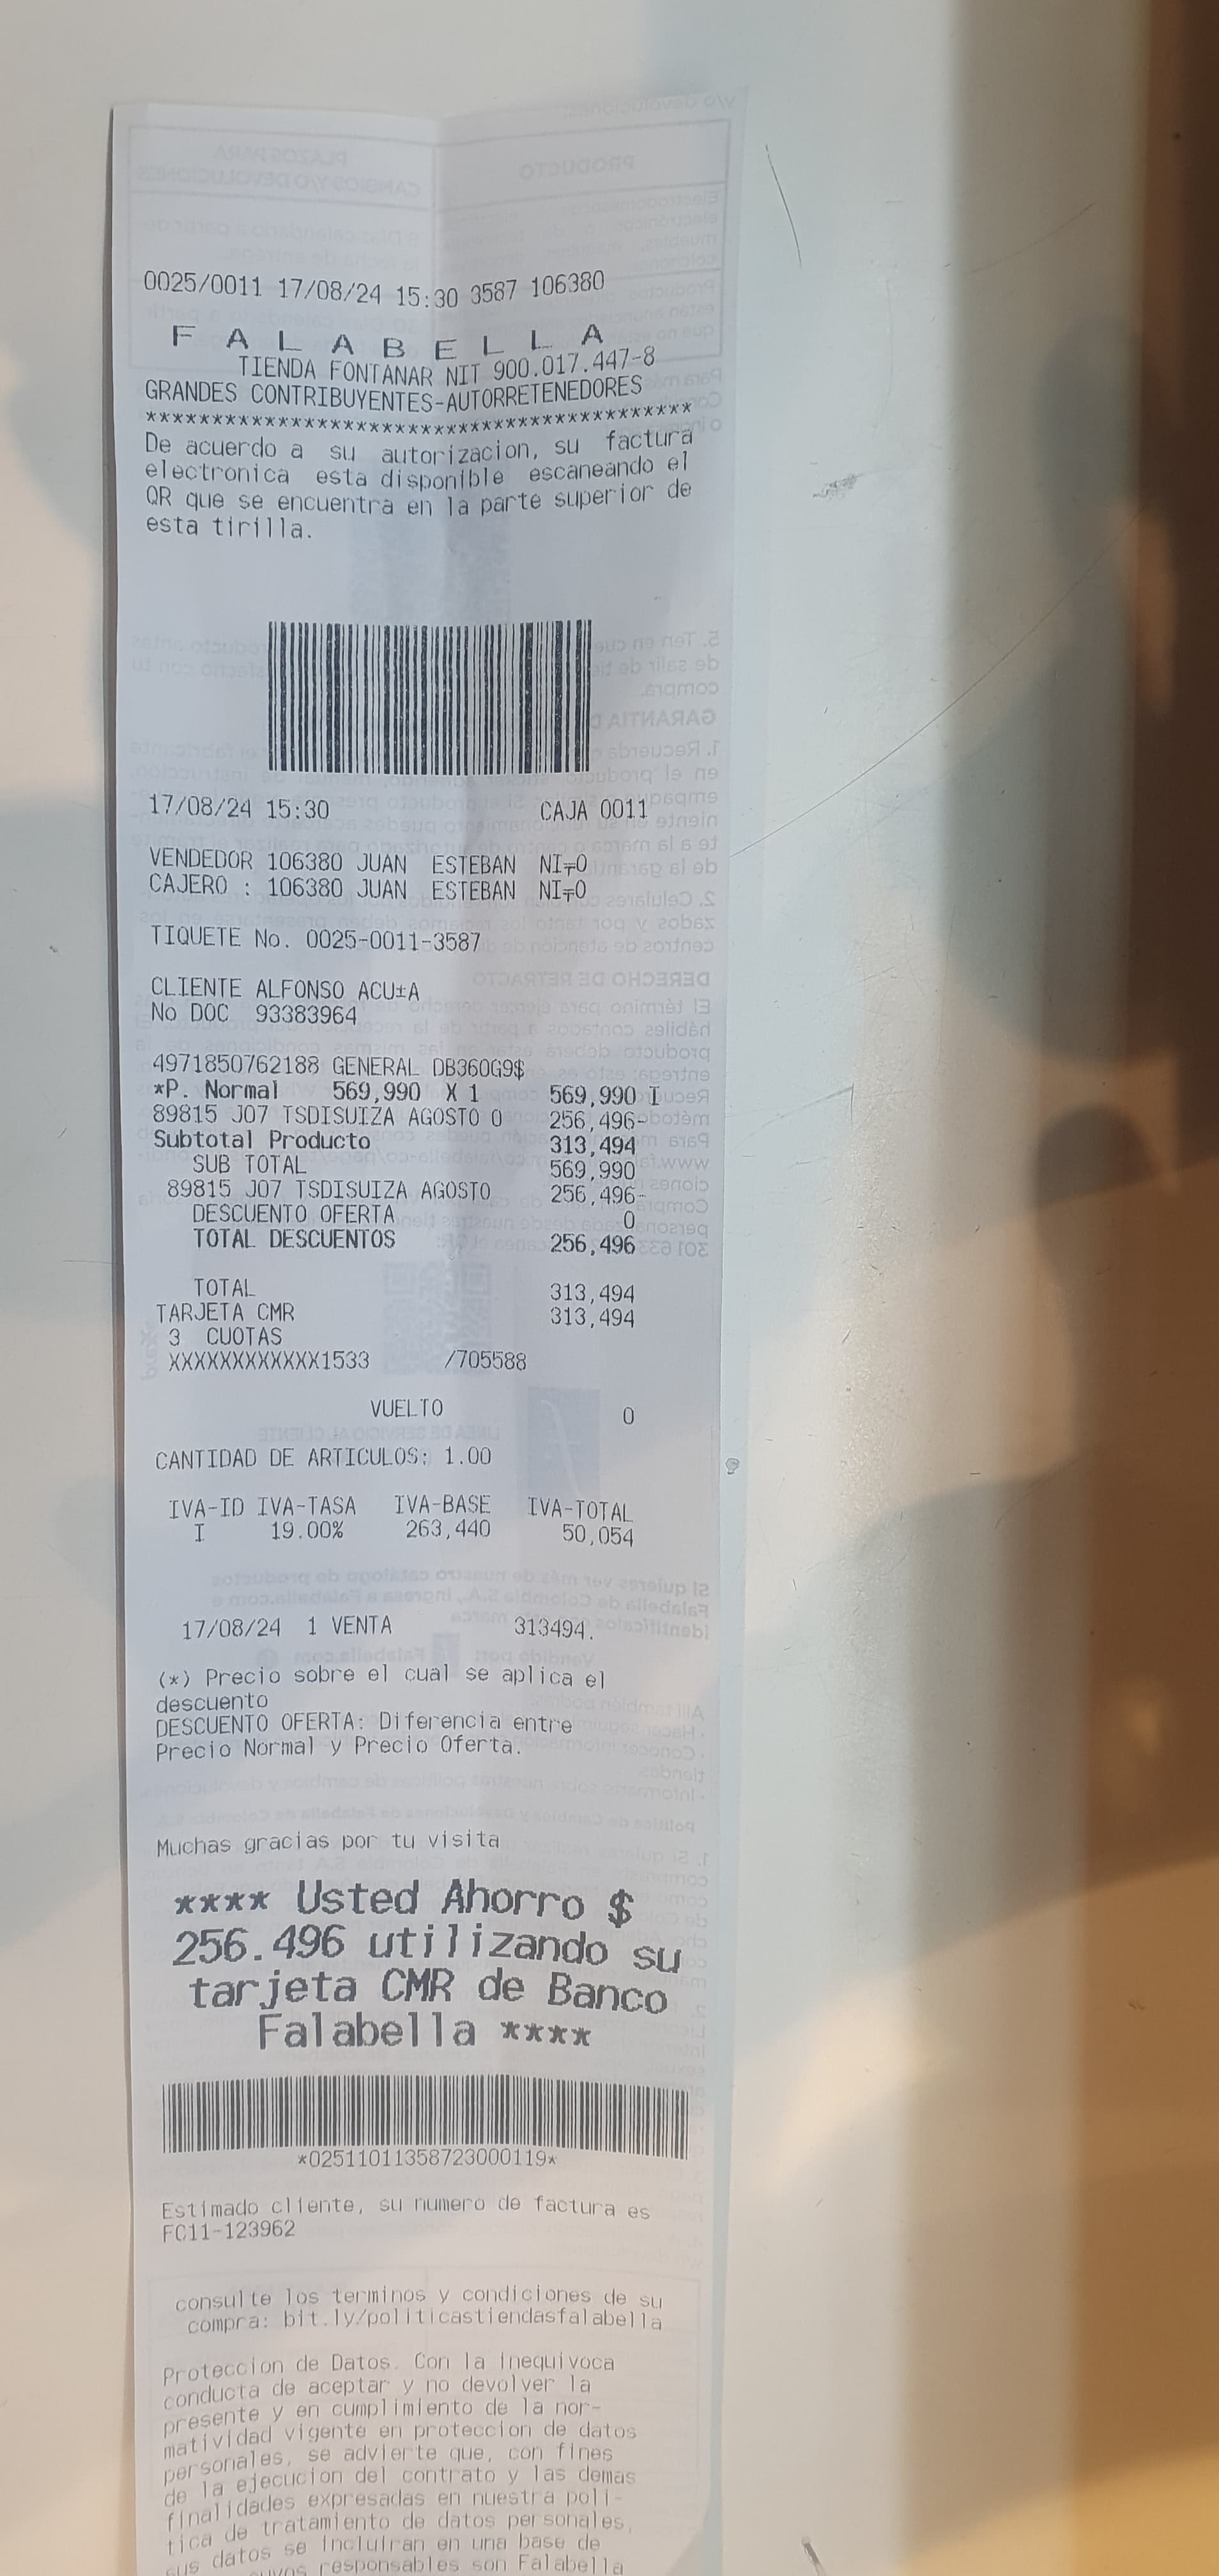 0025/0011 17/08/24 15:30 3587 106380
F A L A B E L L A
TIENDA FONTANAR NIT 900.017.447-8
GRANDES CONTRIBUYENTES-AUTORRETENEDORES
******************************************
De acuerdo a su autorizacion, su factura
electronica esta disponible escaneando el
QR que se encuentra en la parte superior de
esta tirilla.
17/08/24 15:30 CAJA 0011
VENDEDOR 106380 JUAN ESTEBAN NI╤O
CAJERO : 106380 JUAN ESTEBAN NI╤O
TIQUETE No. 0025-0011-3587
CLIENTE ALFONSO ACU±A
No DOC 93383964
4971850762188 GENERAL DB360G9$
*P. Normal 569,990 X 1 569,990 I
89815 J07 TSDISUIZA AGOSTO 0 256,496-
Subtotal Producto 313,494
SUB TOTAL 569,990
89815 J07 TSDISUIZA AGOSTO 256,496-
DESCUENTO OFERTA 0
TOTAL DESCUENTOS 256,496
TOTAL 313,494
TARJETA CMR 313,494
3 CUOTAS
XXXXXXXXXXXX1533 /705588
VUELTO 0
CANTIDAD DE ARTICULOS: 1.00
IVA-ID IVA-TASA IVA-BASE IVA-TOTAL
I 19.00% 263,440 50,054
17/08/24 1 VENTA 313494.
(*) Precio sobre el cual se aplica el
descuento
DESCUENTO OFERTA: Diferencia entre
Precio Normal y Precio Oferta.
Muchas gracias por tu visita
**** Usted Ahorro $
256.496 utilizando su
tarjeta CMR de Banco
Falabella ****
*02511011358723000119*
Estimado cliente, su numero de factura es
FC11-123962
consulte los terminos y condiciones de su
compra: bit.ly/politicastiendasfalabella
Proteccion de Datos. Con la inequivoca
conducta de aceptar y no devolver la
presente y en cumplimiento de la nor-
matividad vigente en proteccion de datos
personales, se advierte que, con fines
de la ejecucion del contrato y las demas
finalidades expresadas en nuestra poli-
tica de tratamiento de datos personales,
sus datos se incluiran en una base de
responsables son Falabella